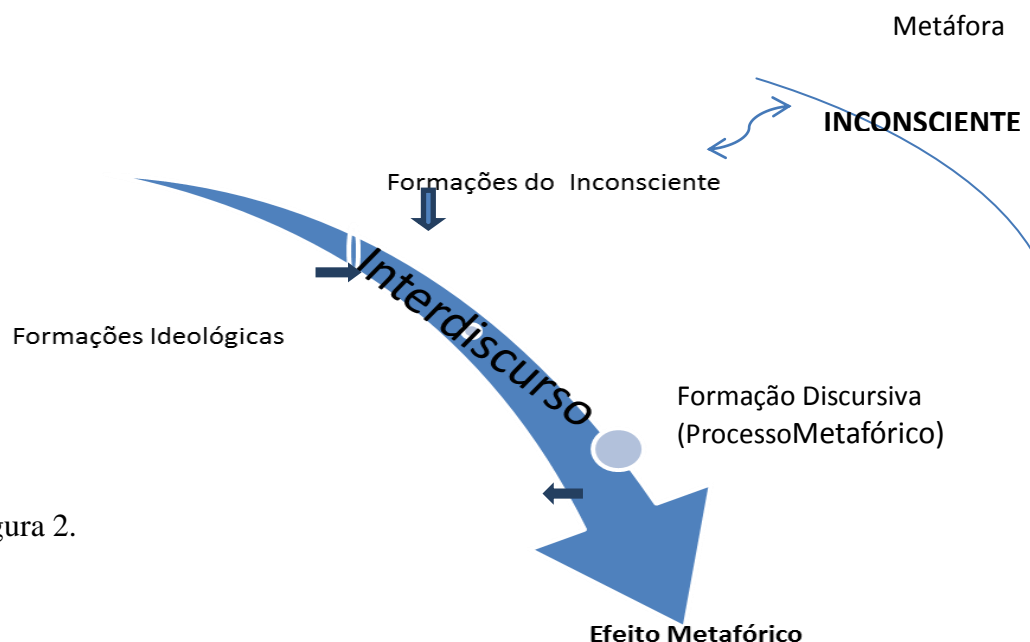 Metáfora
INCONSCIENTE
Formações do Inconsciente
Interdiscurso
Formações Ideológicas
Formação Discursiva
(ProcessoMetafórico)
gura 2.
Efeito Metafórico